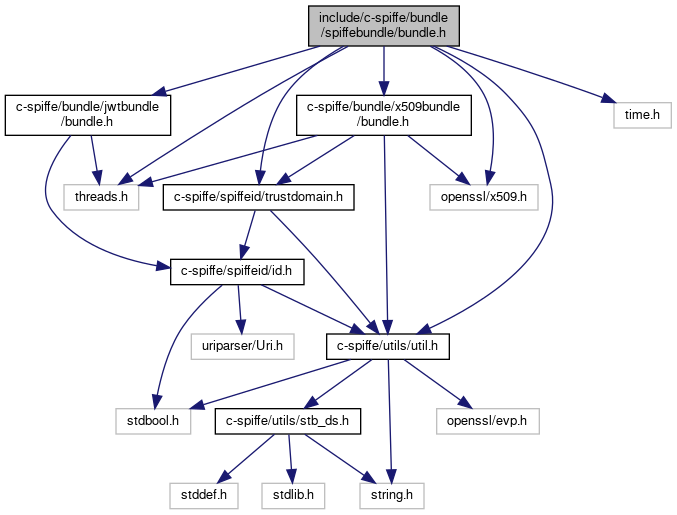 include/c-spiffe/bundle
/spiffebundle/bundle.h
c-spiffe/bundle/jwtbundle
/bundle.h
c-spiffe/bundle/x509bundle
/bundle.h
time.h
threads.h
c-spiffe/spiffeid/trustdomain.h
openssl/x509.h
c-spiffe/spiffeid/id.h
uriparser/Uri.h
c-spiffe/utils/util.h
stdbool.h
c-spiffe/utils/stb_ds.h
openssl/evp.h
stddef.h
stdlib.h
string.h